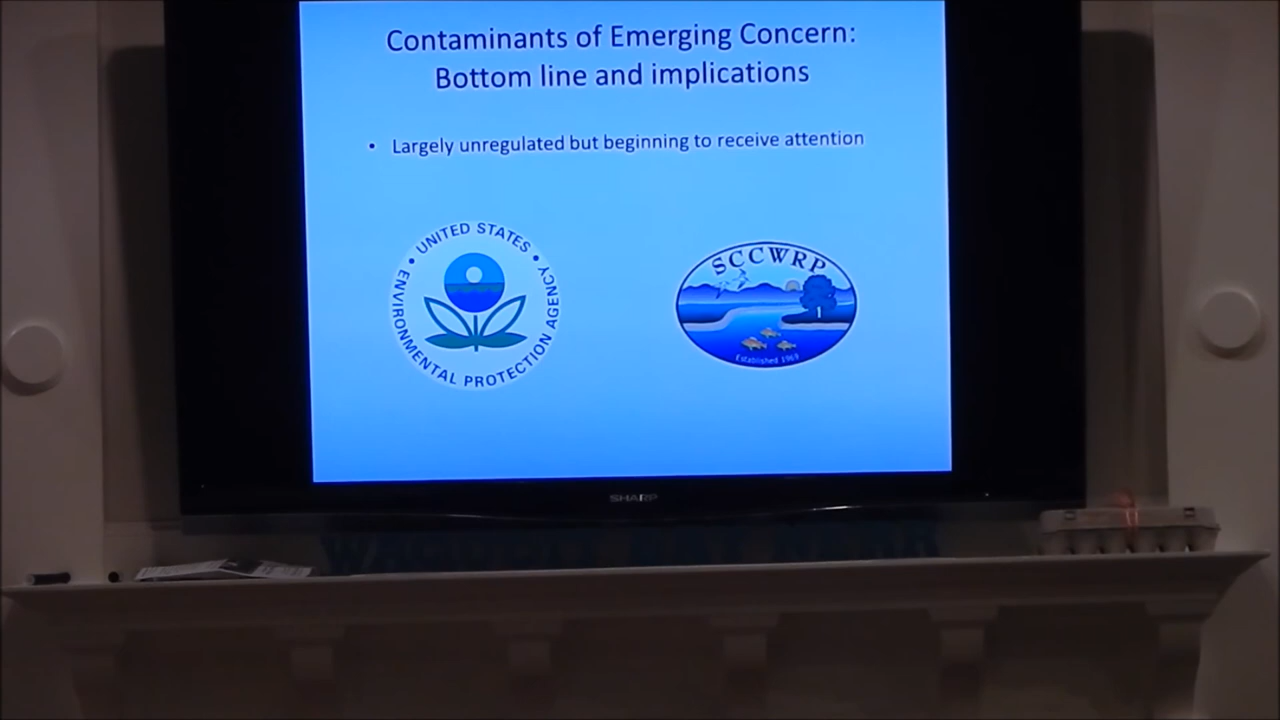 Contaminants of Emerging Concern:
Bottom line and implications
• Largely unregulated but beginning to receive attention
UNITED STATES
• ENVIRONMENTAL PROTECTION AGENCY •
SCCWRP
Established 1969
SHARP